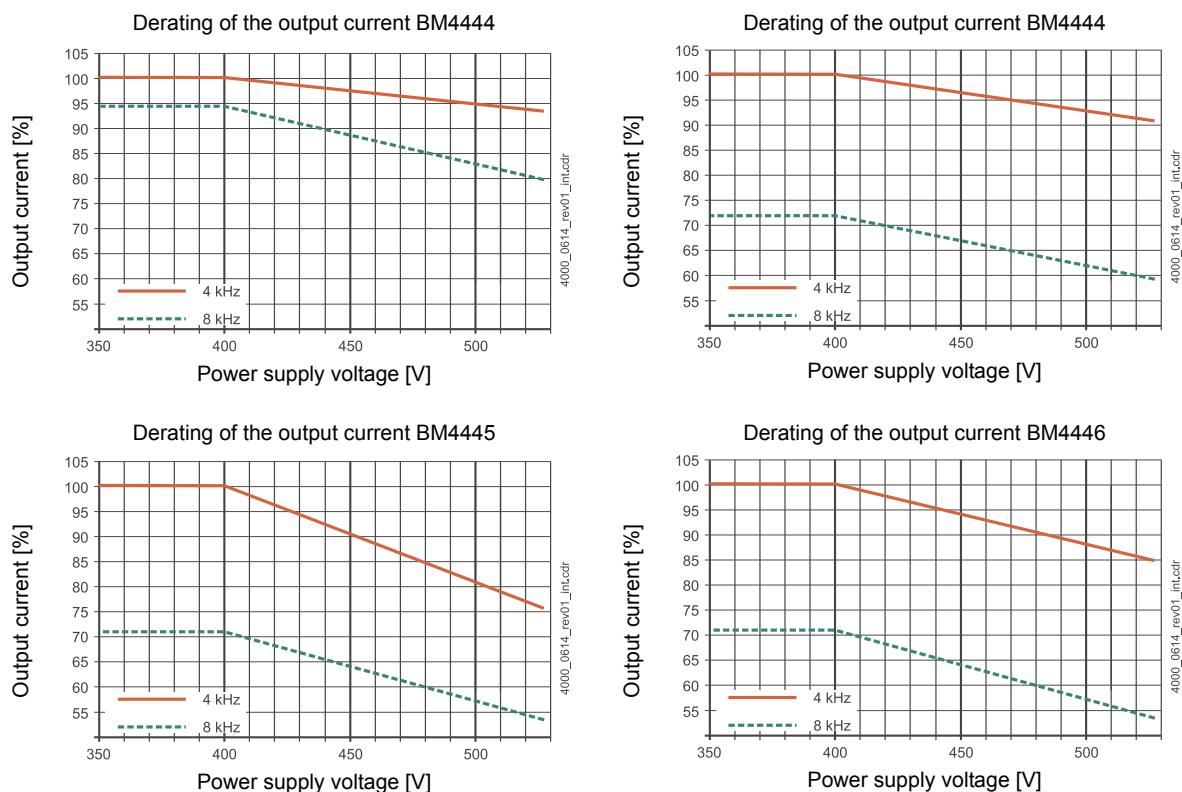 Derating of the output current BM4444
105
100
95
90
85
80
75
70
65
60
55
Output current [%]
4 kHz
8 kHz
350 400 450 500
Power supply voltage [V]
4000_0614_rev01_int.cdr
Derating of the output current BM4444
105
100
95
90
85
80
75
70
65
60
55
Output current [%]
4 kHz
8 kHz
350 400 450 500
Power supply voltage [V]
4000_0614_rev01_int.cdr
Derating of the output current BM4445
105
100
95
90
85
80
75
70
65
60
55
Output current [%]
4 kHz
8 kHz
350 400 450 500
Power supply voltage [V]
4000_0614_rev01_int.cdr
Derating of the output current BM4446
105
100
95
90
85
80
75
70
65
60
55
Output current [%]
4 kHz
8 kHz
350 400 450 500
Power supply voltage [V]
4000_0614_rev01_int.cdr